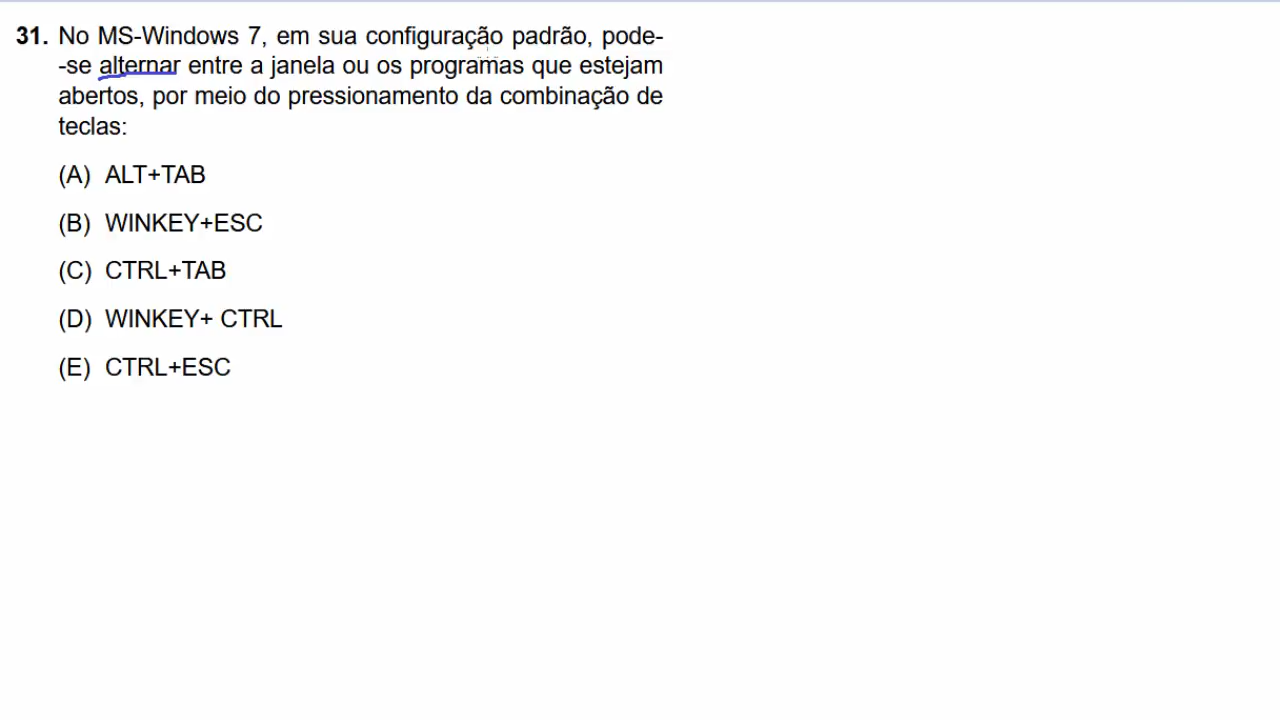 31. No MS-Windows 7, em sua configuração padrão, pode-
-se alternar entre a janela ou os programas que estejam
abertos, por meio do pressionamento da combinação de
teclas:
(A) ALT+TAB
(B) WINKEY+ESC
(C) CTRL+TAB
(D) WINKEY+ CTRL
(E) CTRL+ESC